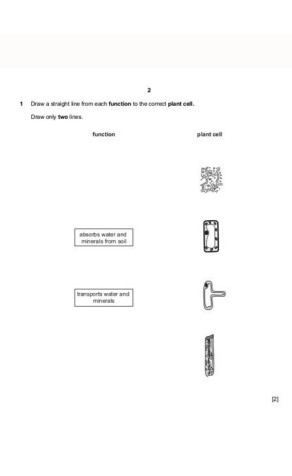 2
1 Draw a straight line from each function to the correct plant cell.
Draw only two lines.
function plant cell
absorbs water and
minerals from soil
transports water and
minerals
[2]